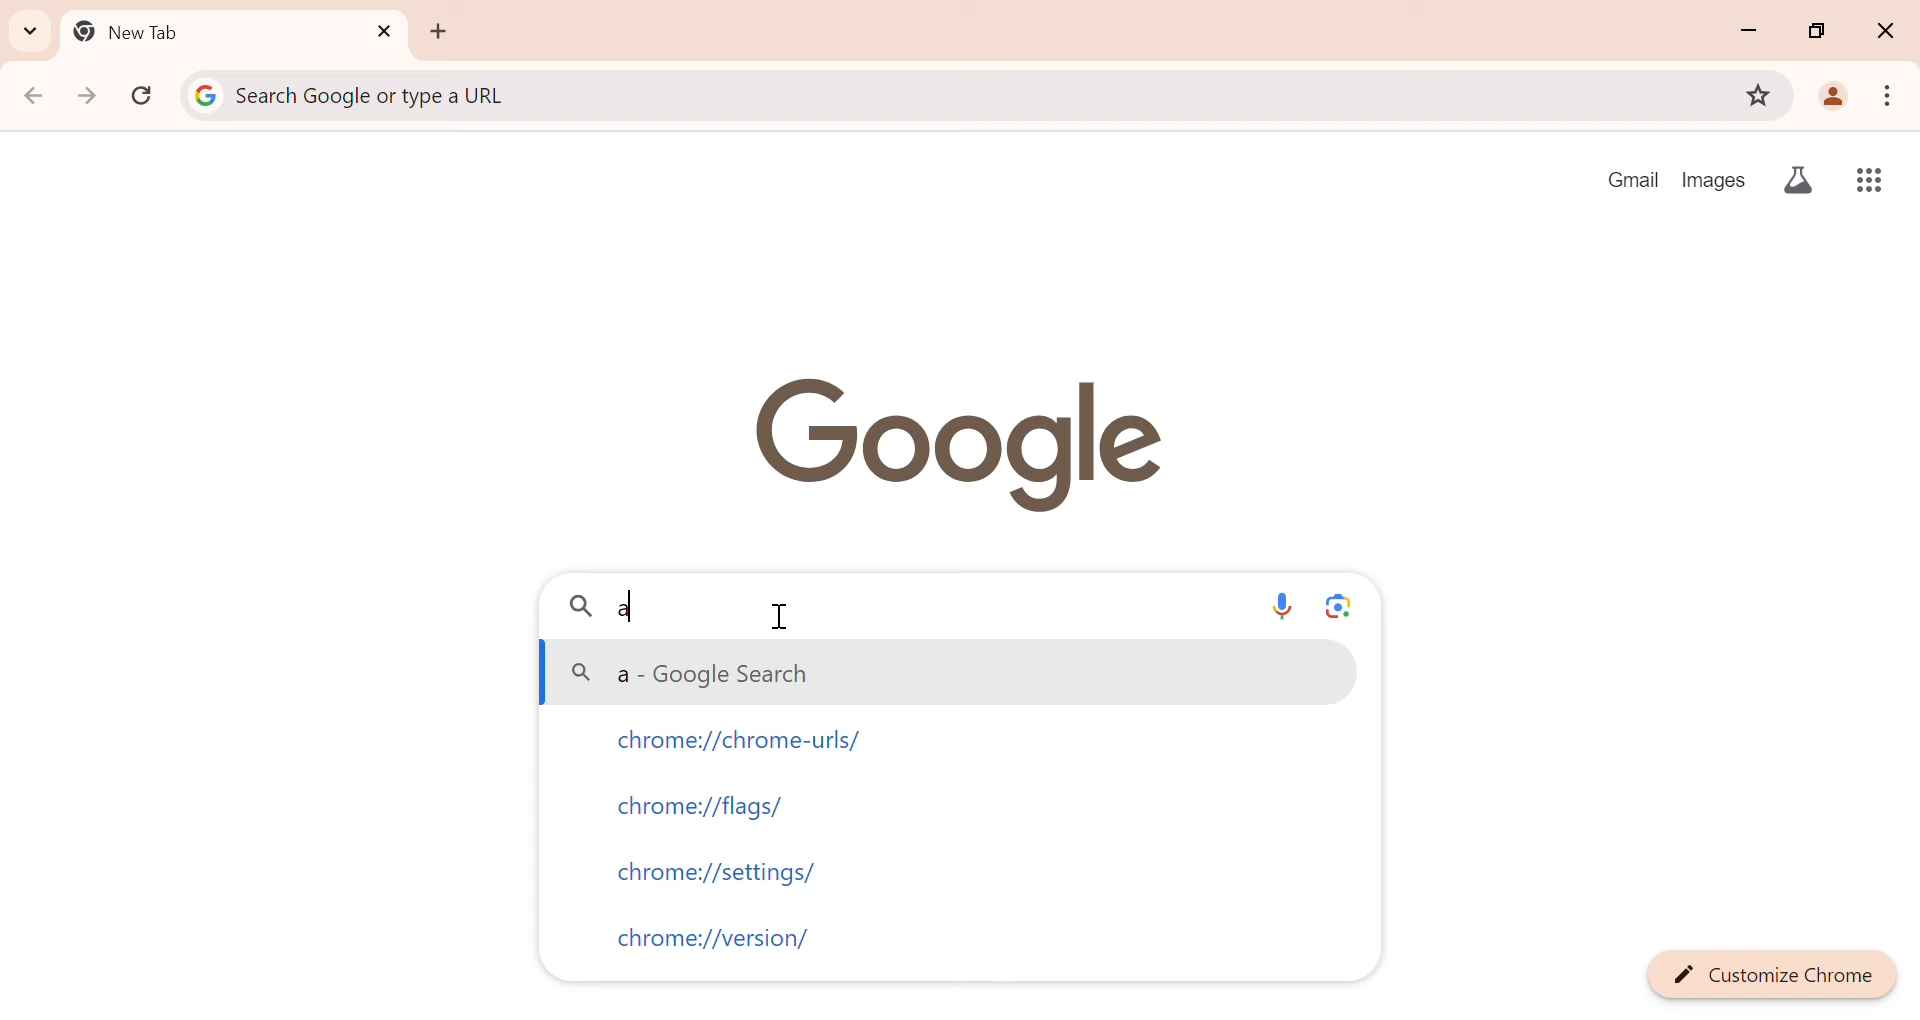 New Tab
Search Google or type a URL
Gmail Images
Google
a
a - Google Search
chrome://chrome-urls/
chrome://flags/
chrome://settings/
chrome://version/
Customize Chrome